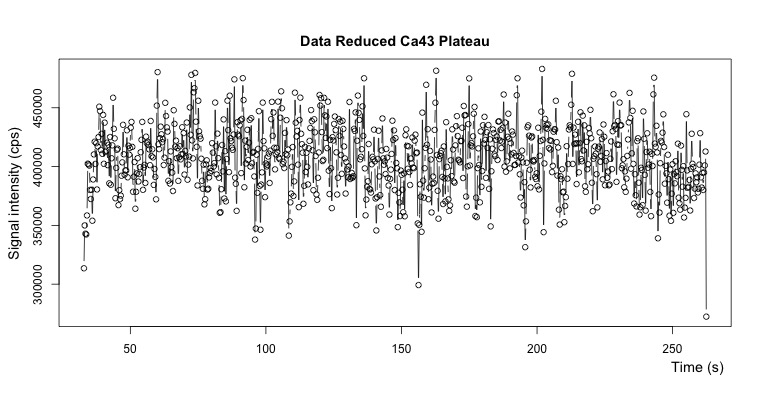 Data Reduced Ca43 Plateau
Signal intensity (cps)
450000
400000
350000
300000
50 100 150 200 250
Time (s)